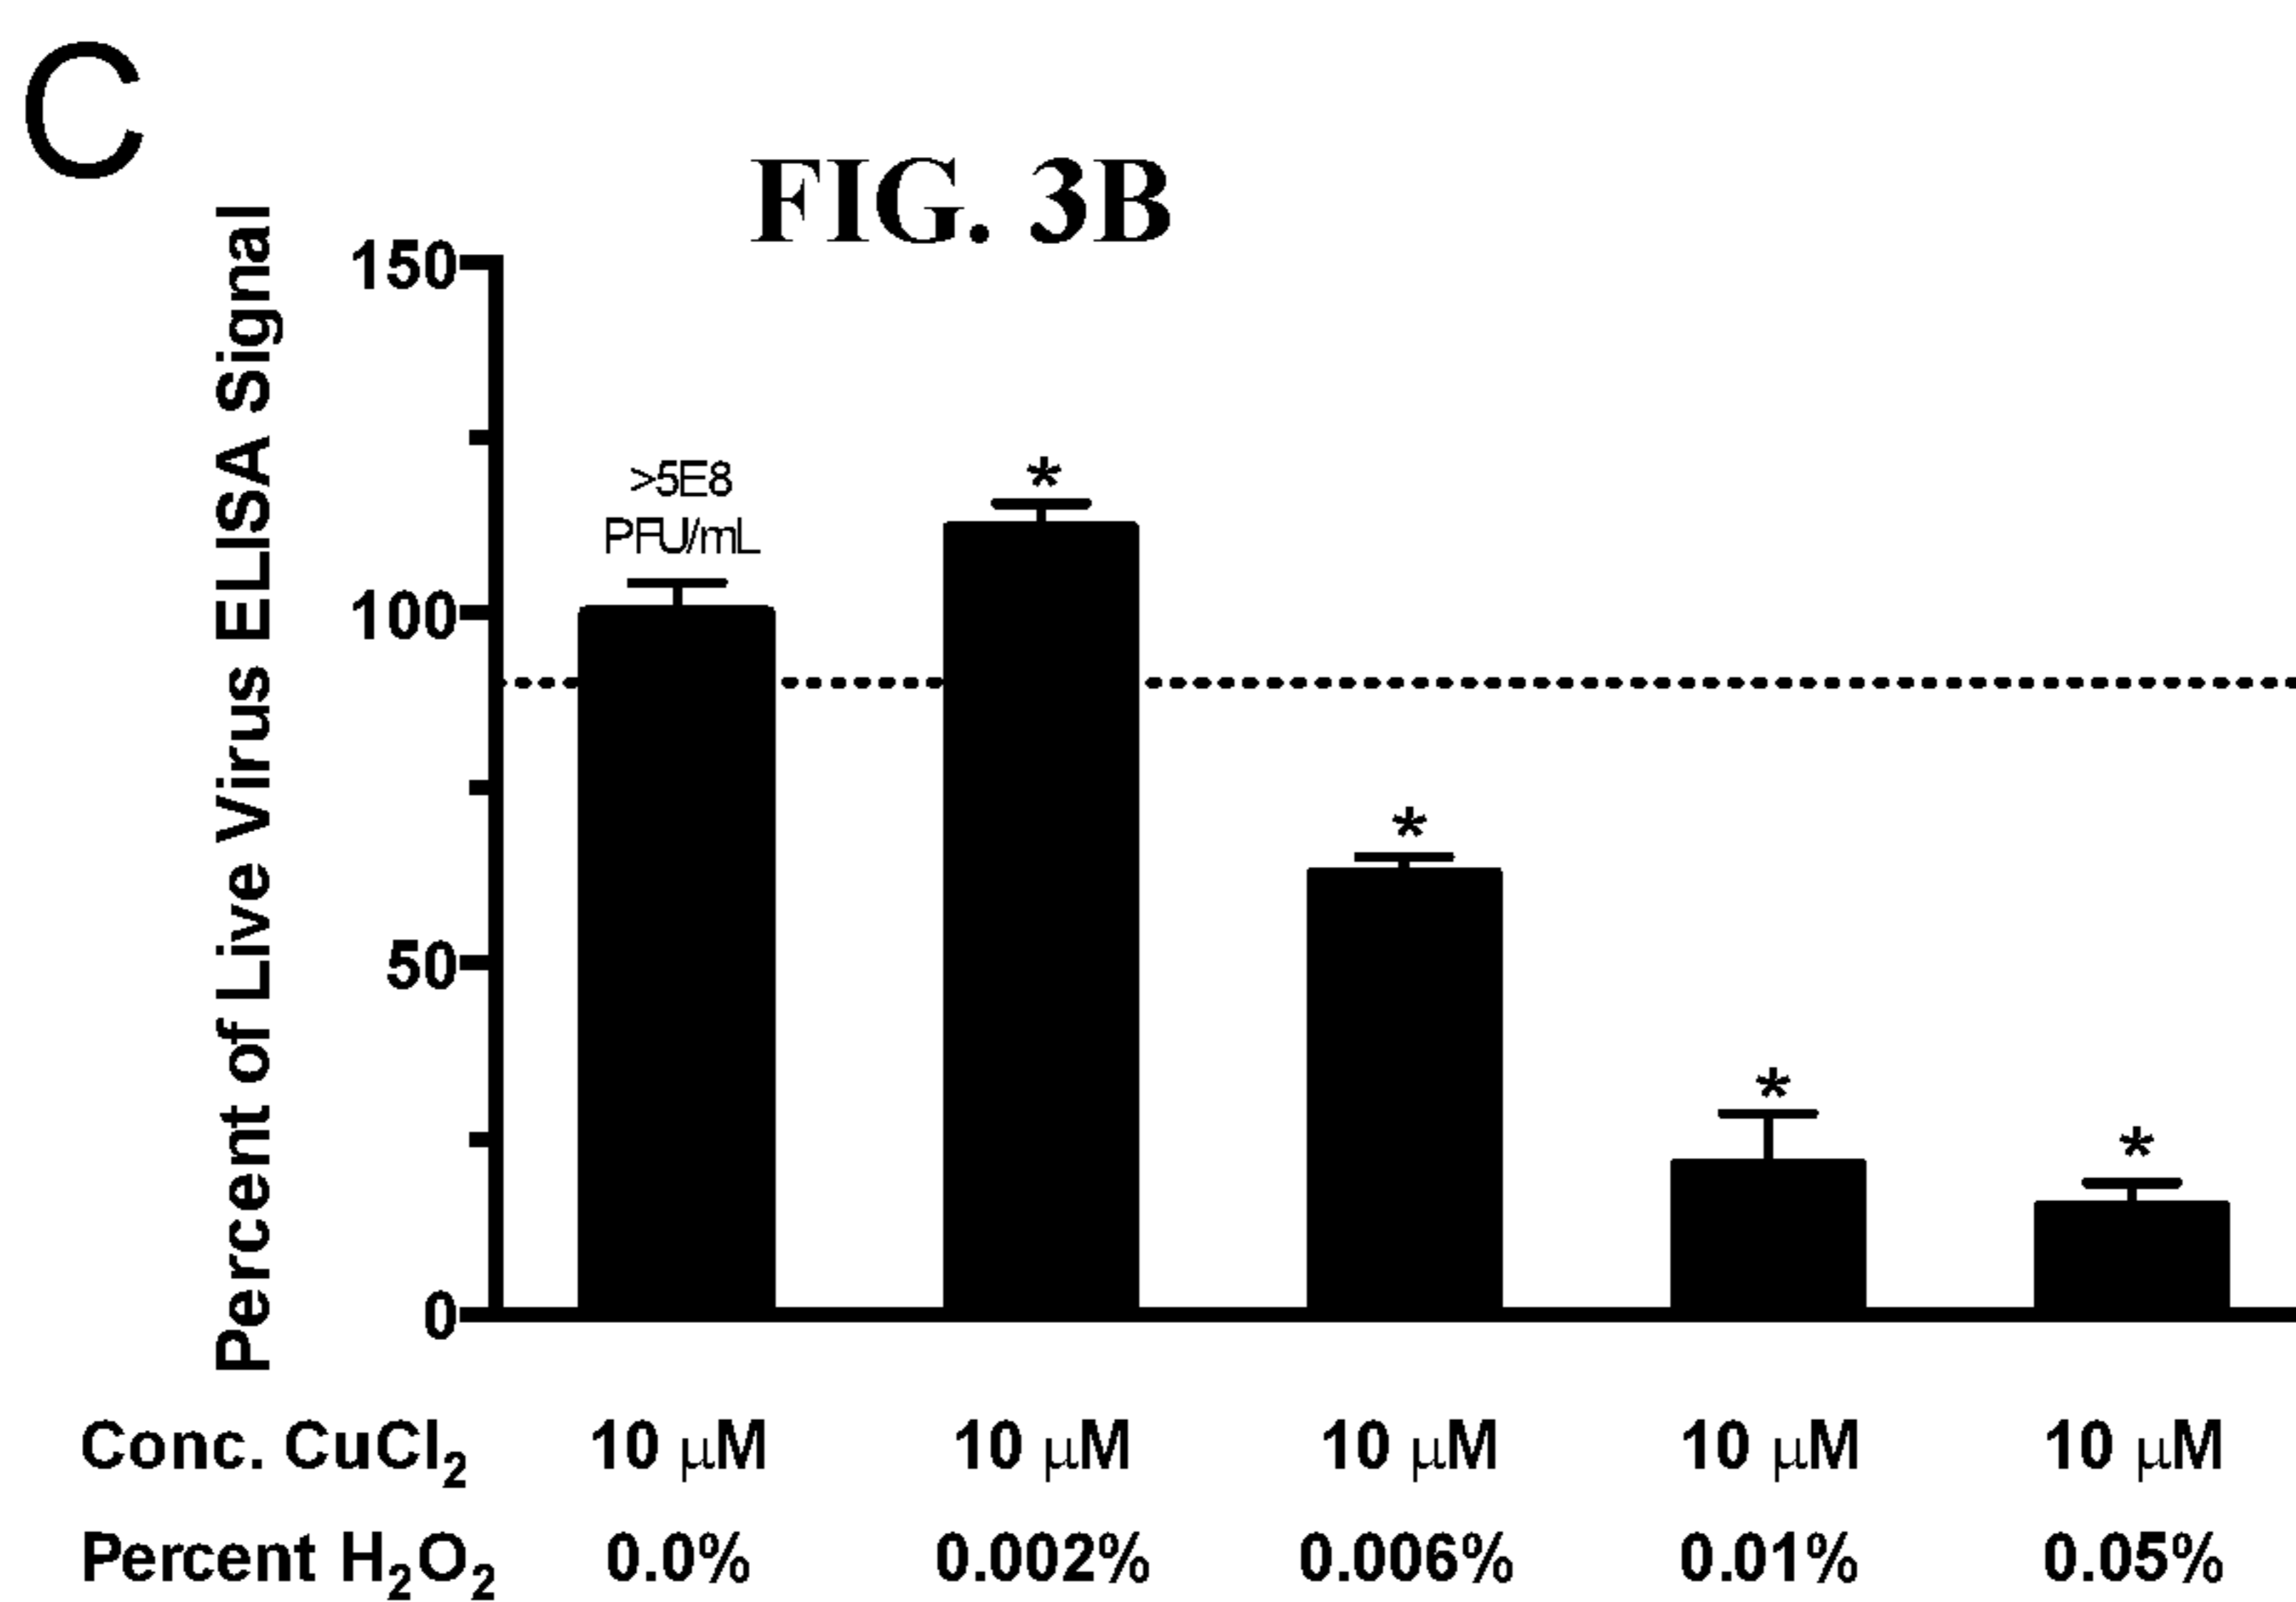 C
FIG. 3B
Percent of Live Virus ELISA Signal
150
100
50
0
>5E8
PFU/mL
*
*
*
*
Conc. CuCl₂ 10 μM 10 μM 10 μM 10 μM 10 μM
Percent H₂O₂ 0.0% 0.002% 0.006% 0.01% 0.05%